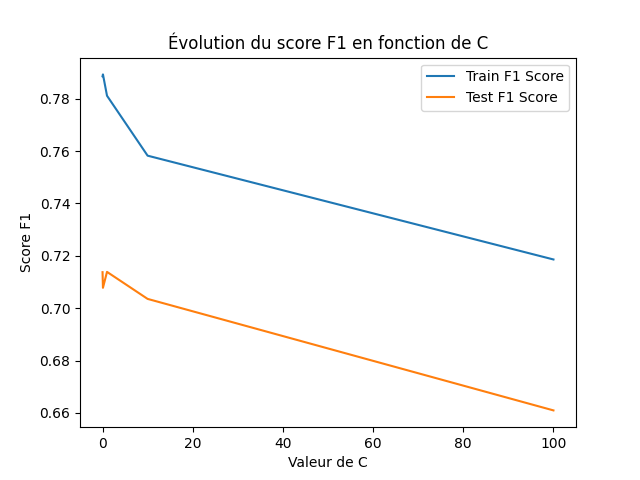 Évolution du score F1 en fonction de C
Train F1 Score
Test F1 Score
0.78
0.76
0.74
0.72
0.70
0.68
0.66
Score F1
0 20 40 60 80 100
Valeur de C